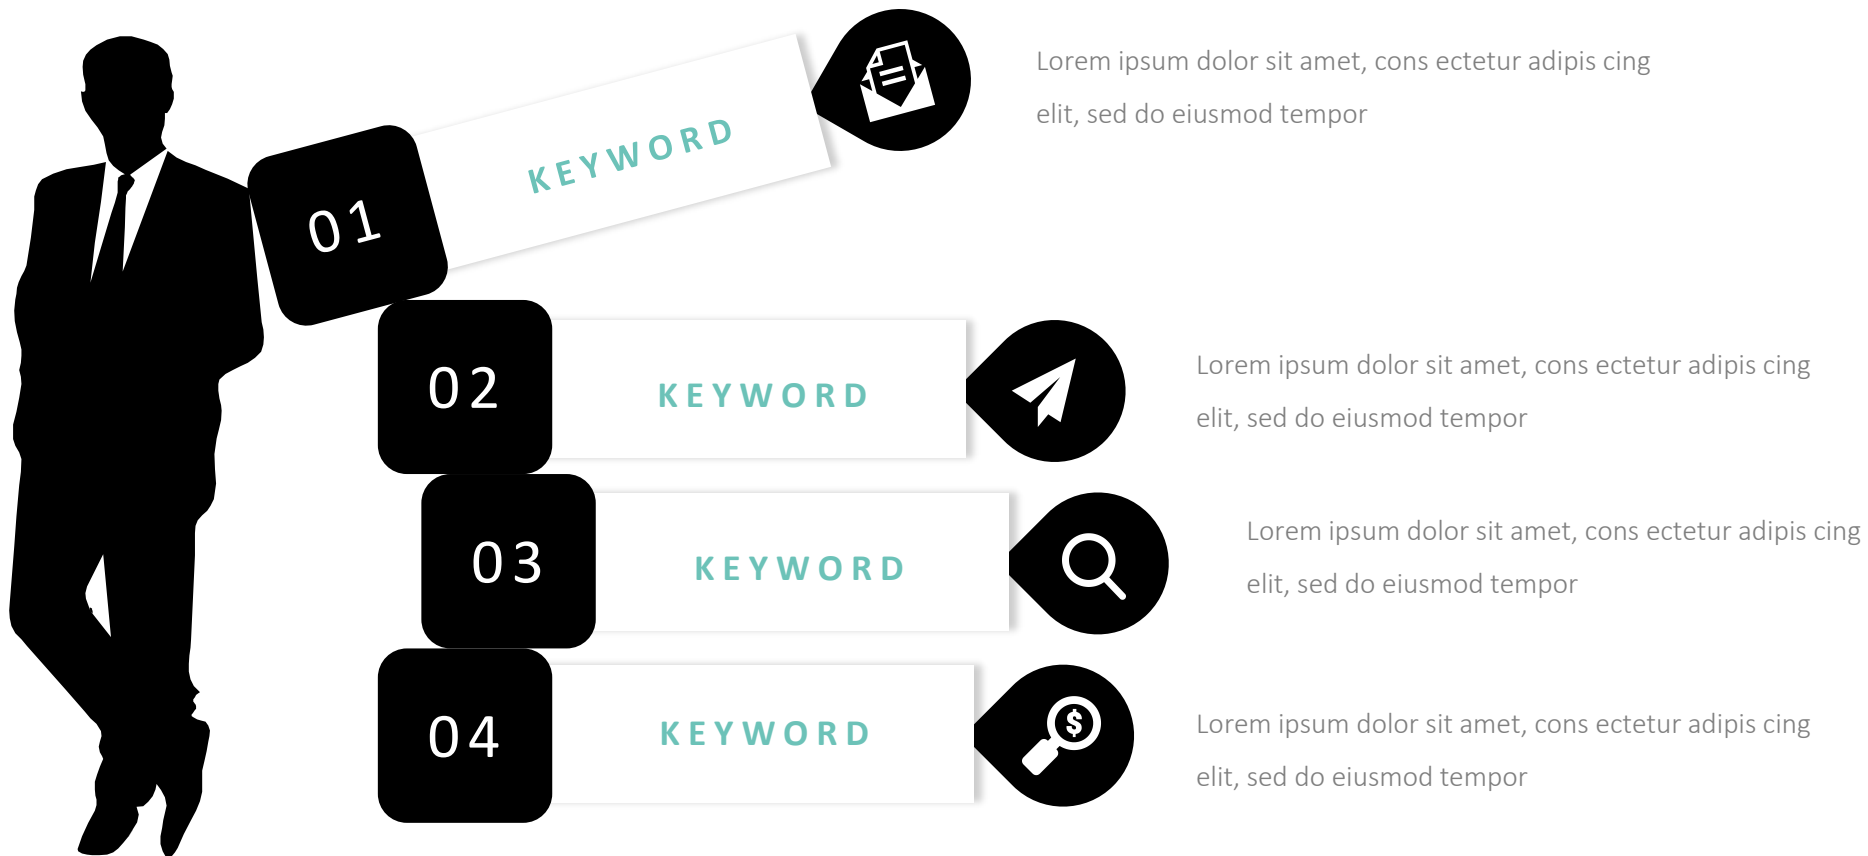 01
KEYWORD
Lorem ipsum dolor sit amet, cons ectetur adipis cing
elit, sed do eiusmod tempor
02
KEYWORD
Lorem ipsum dolor sit amet, cons ectetur adipis cing
elit, sed do eiusmod tempor
03
KEYWORD
Lorem ipsum dolor sit amet, cons ectetur adipis cing
elit, sed do eiusmod tempor
04
KEYWORD
$
Lorem ipsum dolor sit amet, cons ectetur adipis cing
elit, sed do eiusmod tempor